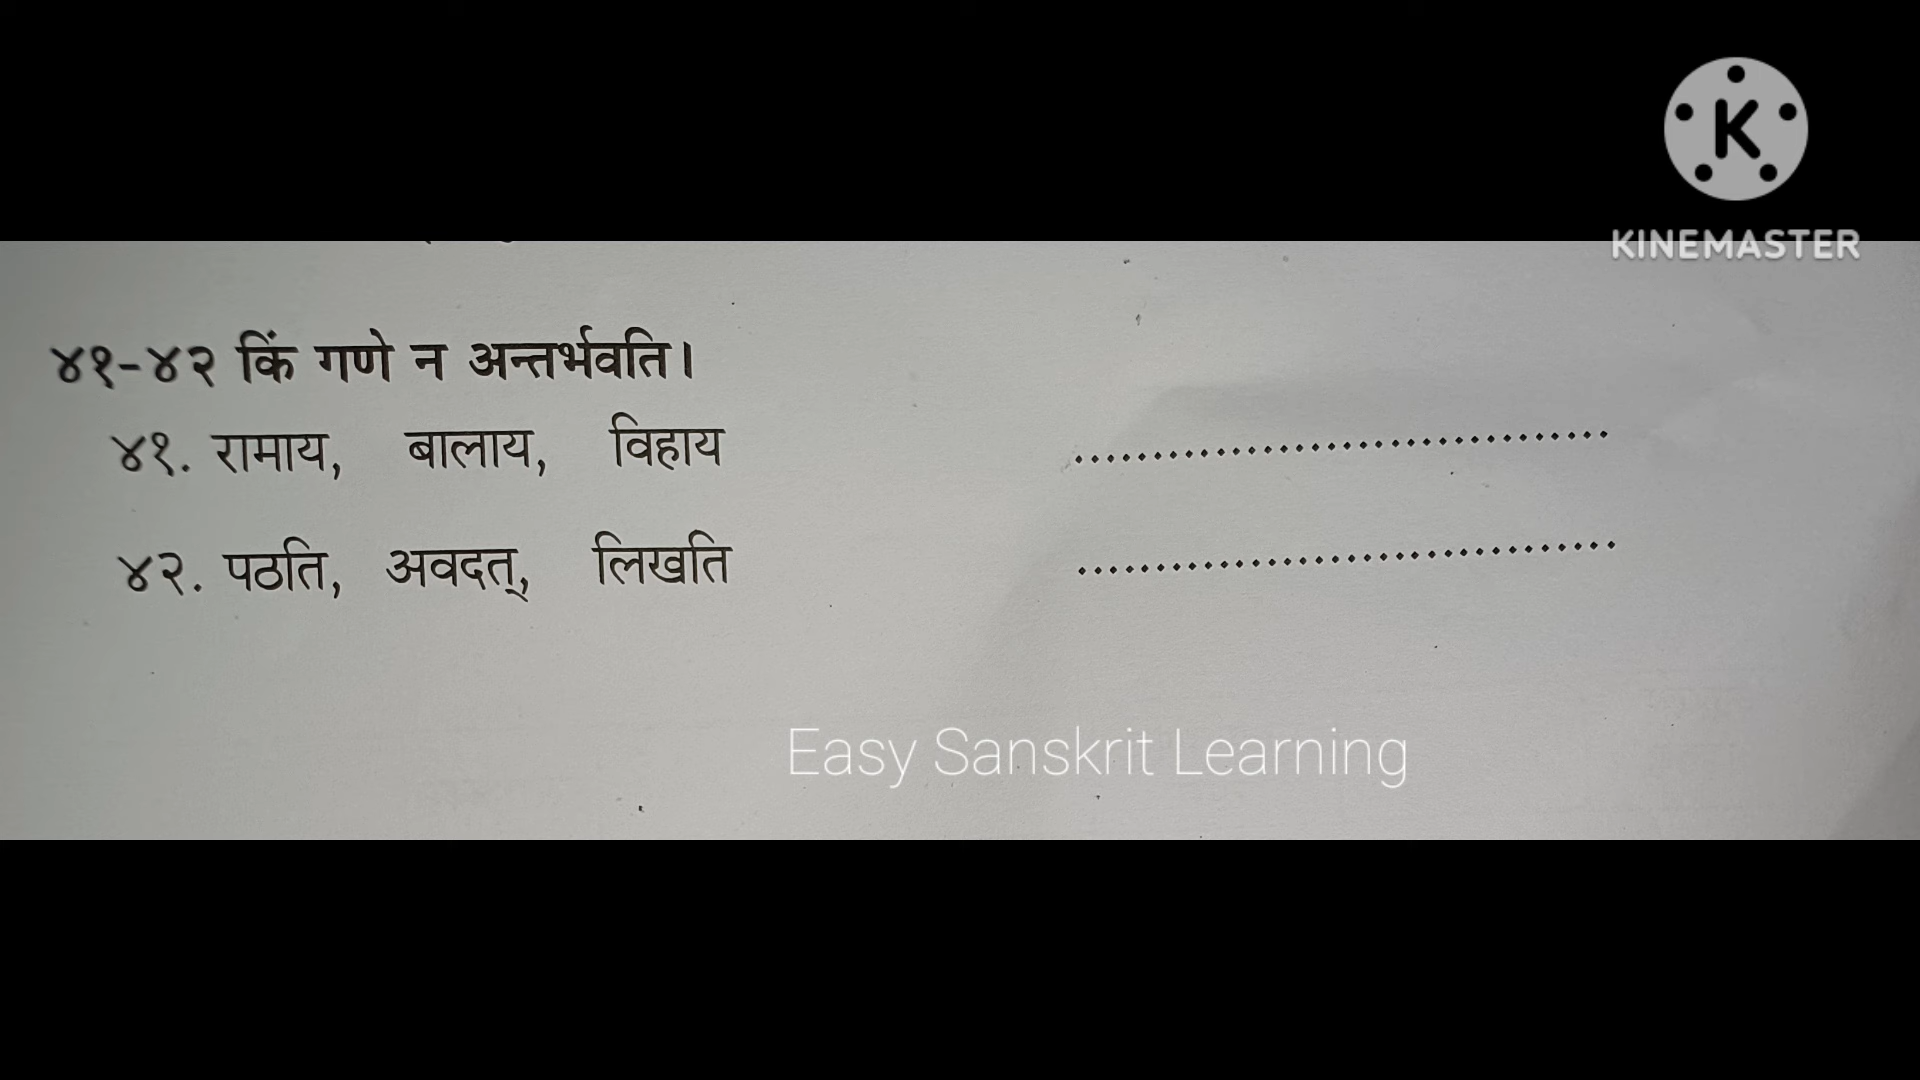 KINEMASTER
४१-४२ किं गणे न अन्तर्भवति।
४१. रामाय, बालाय, विहाय ..................................
४२. पठति, अवदत्, लिखति ..................................
Easy Sanskrit Learning